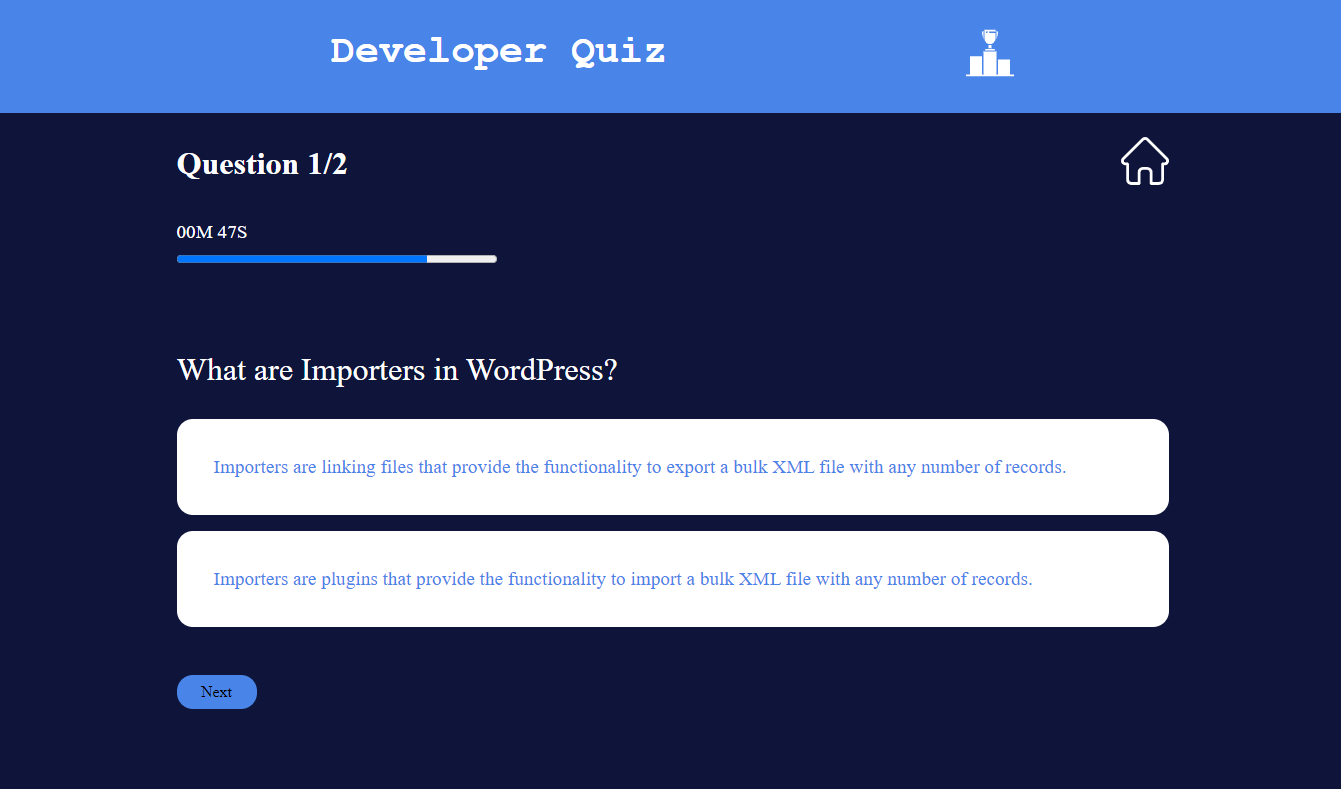 Developer Quiz
Question 1/2
00M 47S
What are Importers in WordPress?
Importers are linking files that provide the functionality to export a bulk XML file with any number of records.
Importers are plugins that provide the functionality to import a bulk XML file with any number of records.
Next